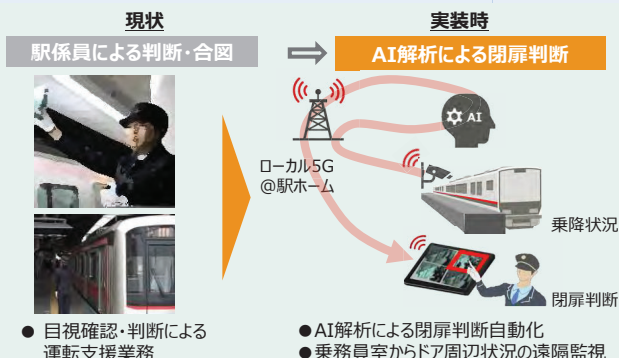 現状
駅係員による判断・合図
目視確認・判断による
運転支援業務
実装時
AI解析による閉扉判断
AI
ローカル5G
@駅ホーム
乗降状況
閉扉判断
●AI解析による閉扉判断自動化
●乗務員室からドア周辺状況の遠隔監視